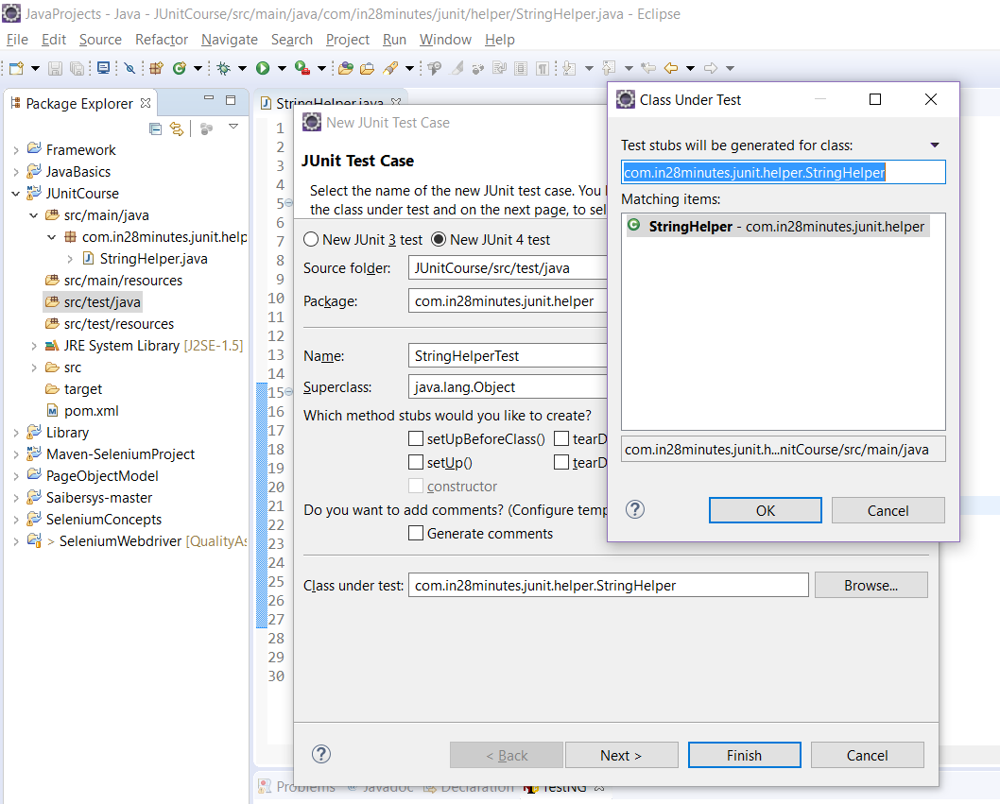 JavaProjects - Java - JUnitCourse/src/main/java/com/in28minutes/junit/helper/StringHelper.java - Eclipse
File Edit Source Refactor Navigate Search Project Run Window Help
Package Explorer
Framework
JavaBasics
JUnitCourse
src/main/java
com.in28minutes.junit.help
StringHelper.java
src/main/resources
src/test/java
src/test/resources
JRE System Library [J2SE-1.5]
src
target
pom.xml
Library
Maven-SeleniumProject
PageObjectModel
Saibersys-master
SeleniumConcepts
> SeleniumWebdriver [QualityAs
StringHelper.java
1
2
3
4
5
6
7
8
9
10
11
12
13
14
15
16
17
18
19
20
21
22
23
24
25
26
27
28
29
30
New JUnit Test Case
JUnit Test Case
Select the name of the new JUnit test case. You
the class under test and on the next page, to sel
New JUnit 3 test New JUnit 4 test
Source folder: JUnitCourse/src/test/java
Package: com.in28minutes.junit.helper
Name: StringHelperTest
Superclass: java.lang.Object
Which method stubs would you like to create?
setUpBeforeClass() tearD
setUp() tearD
constructor
Do you want to add comments? (Configure temp
Generate comments
Class under test: com.in28minutes.junit.helper.StringHelper Browse...
< Back Next > Finish Cancel
Class Under Test
Test stubs will be generated for class:
com.in28minutes.junit.helper.StringHelper
Matching items:
StringHelper - com.in28minutes.junit.helper
com.in28minutes.junit.h...nitCourse/src/main/java
OK Cancel
Problems Javadoc Declaration TestNG